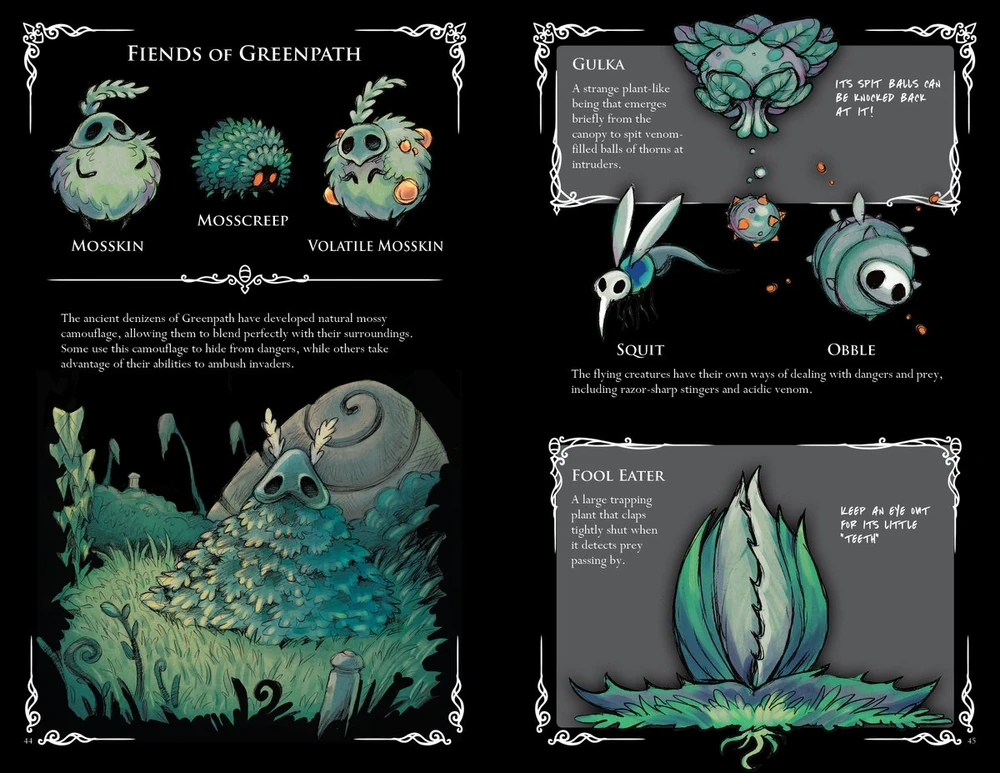 Fiends of Greenpath
Mosskin
Mosscreep
Volatile Mosskin
The ancient denizens of Greenpath have developed natural mossy
camouflage, allowing them to blend perfectly with their surroundings.
Some use this camouflage to hide from dangers, while others take
advantage of their abilities to ambush invaders.
44
Gulka
A strange plant-like
being that emerges
briefly from the
canopy to spit venom-
filled balls of thorns at
intruders.
ITS SPIT BALLS CAN
BE KNOCKED BACK
AT IT!
Squit
Obble
The flying creatures have their own ways of dealing with dangers and prey,
including razor-sharp stingers and acidic venom.
Fool Eater
A large trapping
plant that claps
tightly shut when
it detects prey
passing by.
KEEP AN EYE OUT
FOR ITS LITTLE
"TEETH"
45